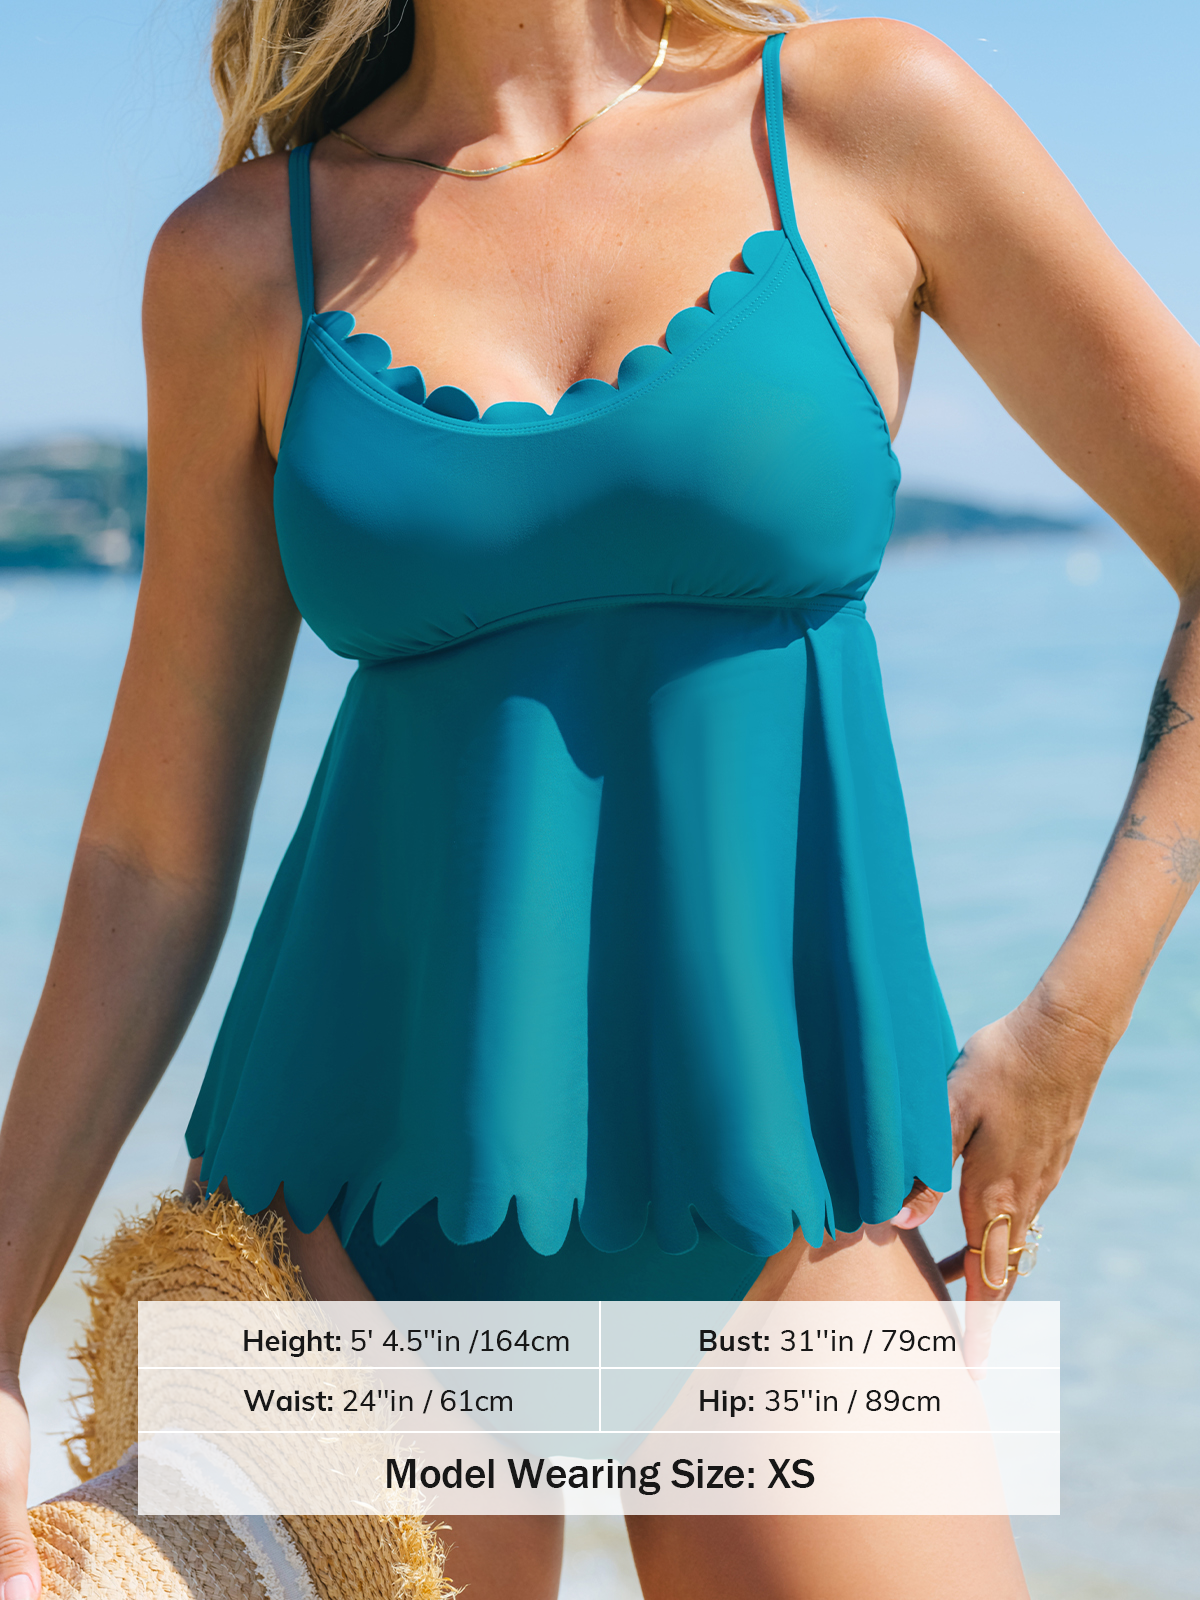 Height: 5' 4.5''in /164cm Bust: 31''in / 79cm
Waist: 24''in / 61cm Hip: 35''in / 89cm
Model Wearing Size: XS